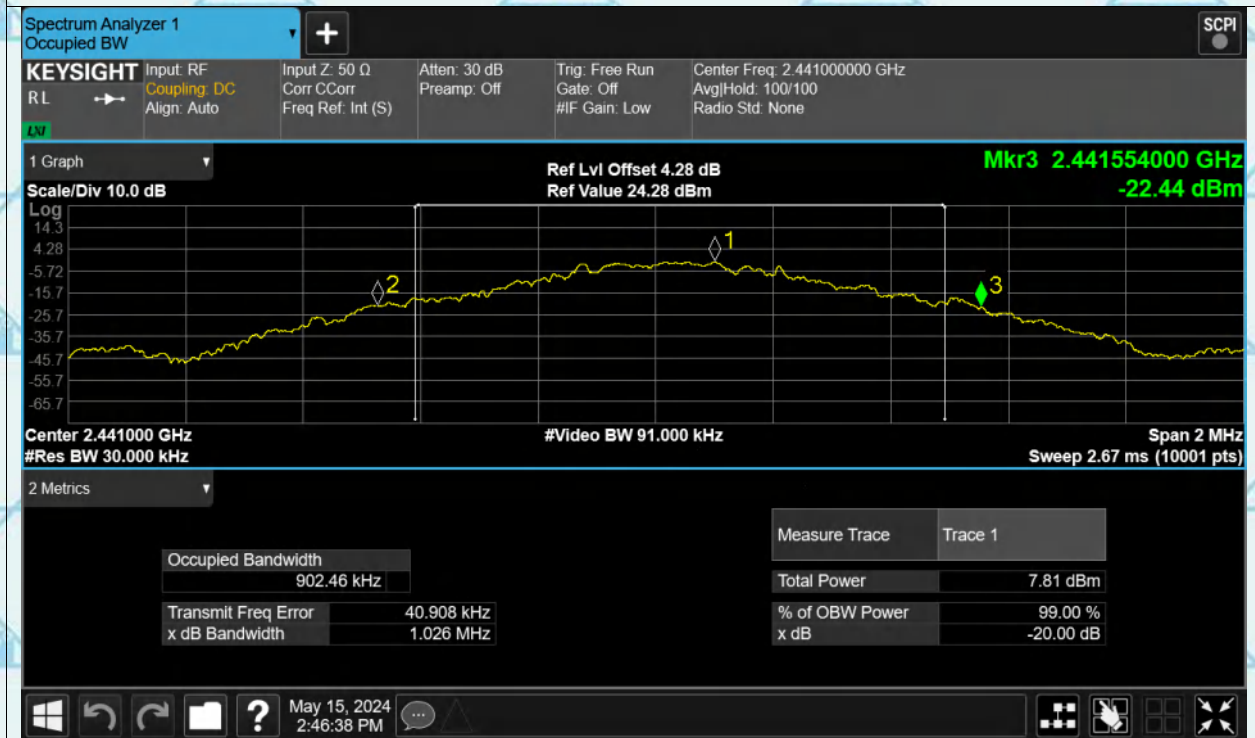 Spectrum Analyzer 1
Occupied BW
+
SCPI
KEYSIGHT
RL
LXI
Input: RF
Coupling: DC
Align: Auto
Input Z: 50 Ω
Corr CCorr
Freq Ref: Int (S)
Atten: 30 dB
Preamp: Off
Trig: Free Run
Gate: Off
#IF Gain: Low
Center Freq: 2.441000000 GHz
Avg|Hold: 100/100
Radio Std: None
1 Graph
Scale/Div 10.0 dB
Ref Lvl Offset 4.28 dB
Ref Value 24.28 dBm
Mkr3 2.441554000 GHz
-22.44 dBm
Log
14.3
4.28
-5.72
-15.7
-25.7
-35.7
-45.7
-55.7
-65.7
1
2
3
Center 2.441000 GHz
#Res BW 30.000 kHz
#Video BW 91.000 kHz
Span 2 MHz
Sweep 2.67 ms (10001 pts)
2 Metrics
Occupied Bandwidth
902.46 kHz
Transmit Freq Error 40.908 kHz
x dB Bandwidth 1.026 MHz
Measure Trace Trace 1
Total Power 7.81 dBm
% of OBW Power 99.00 %
x dB -20.00 dB
?
May 15, 2024
2:46:38 PM